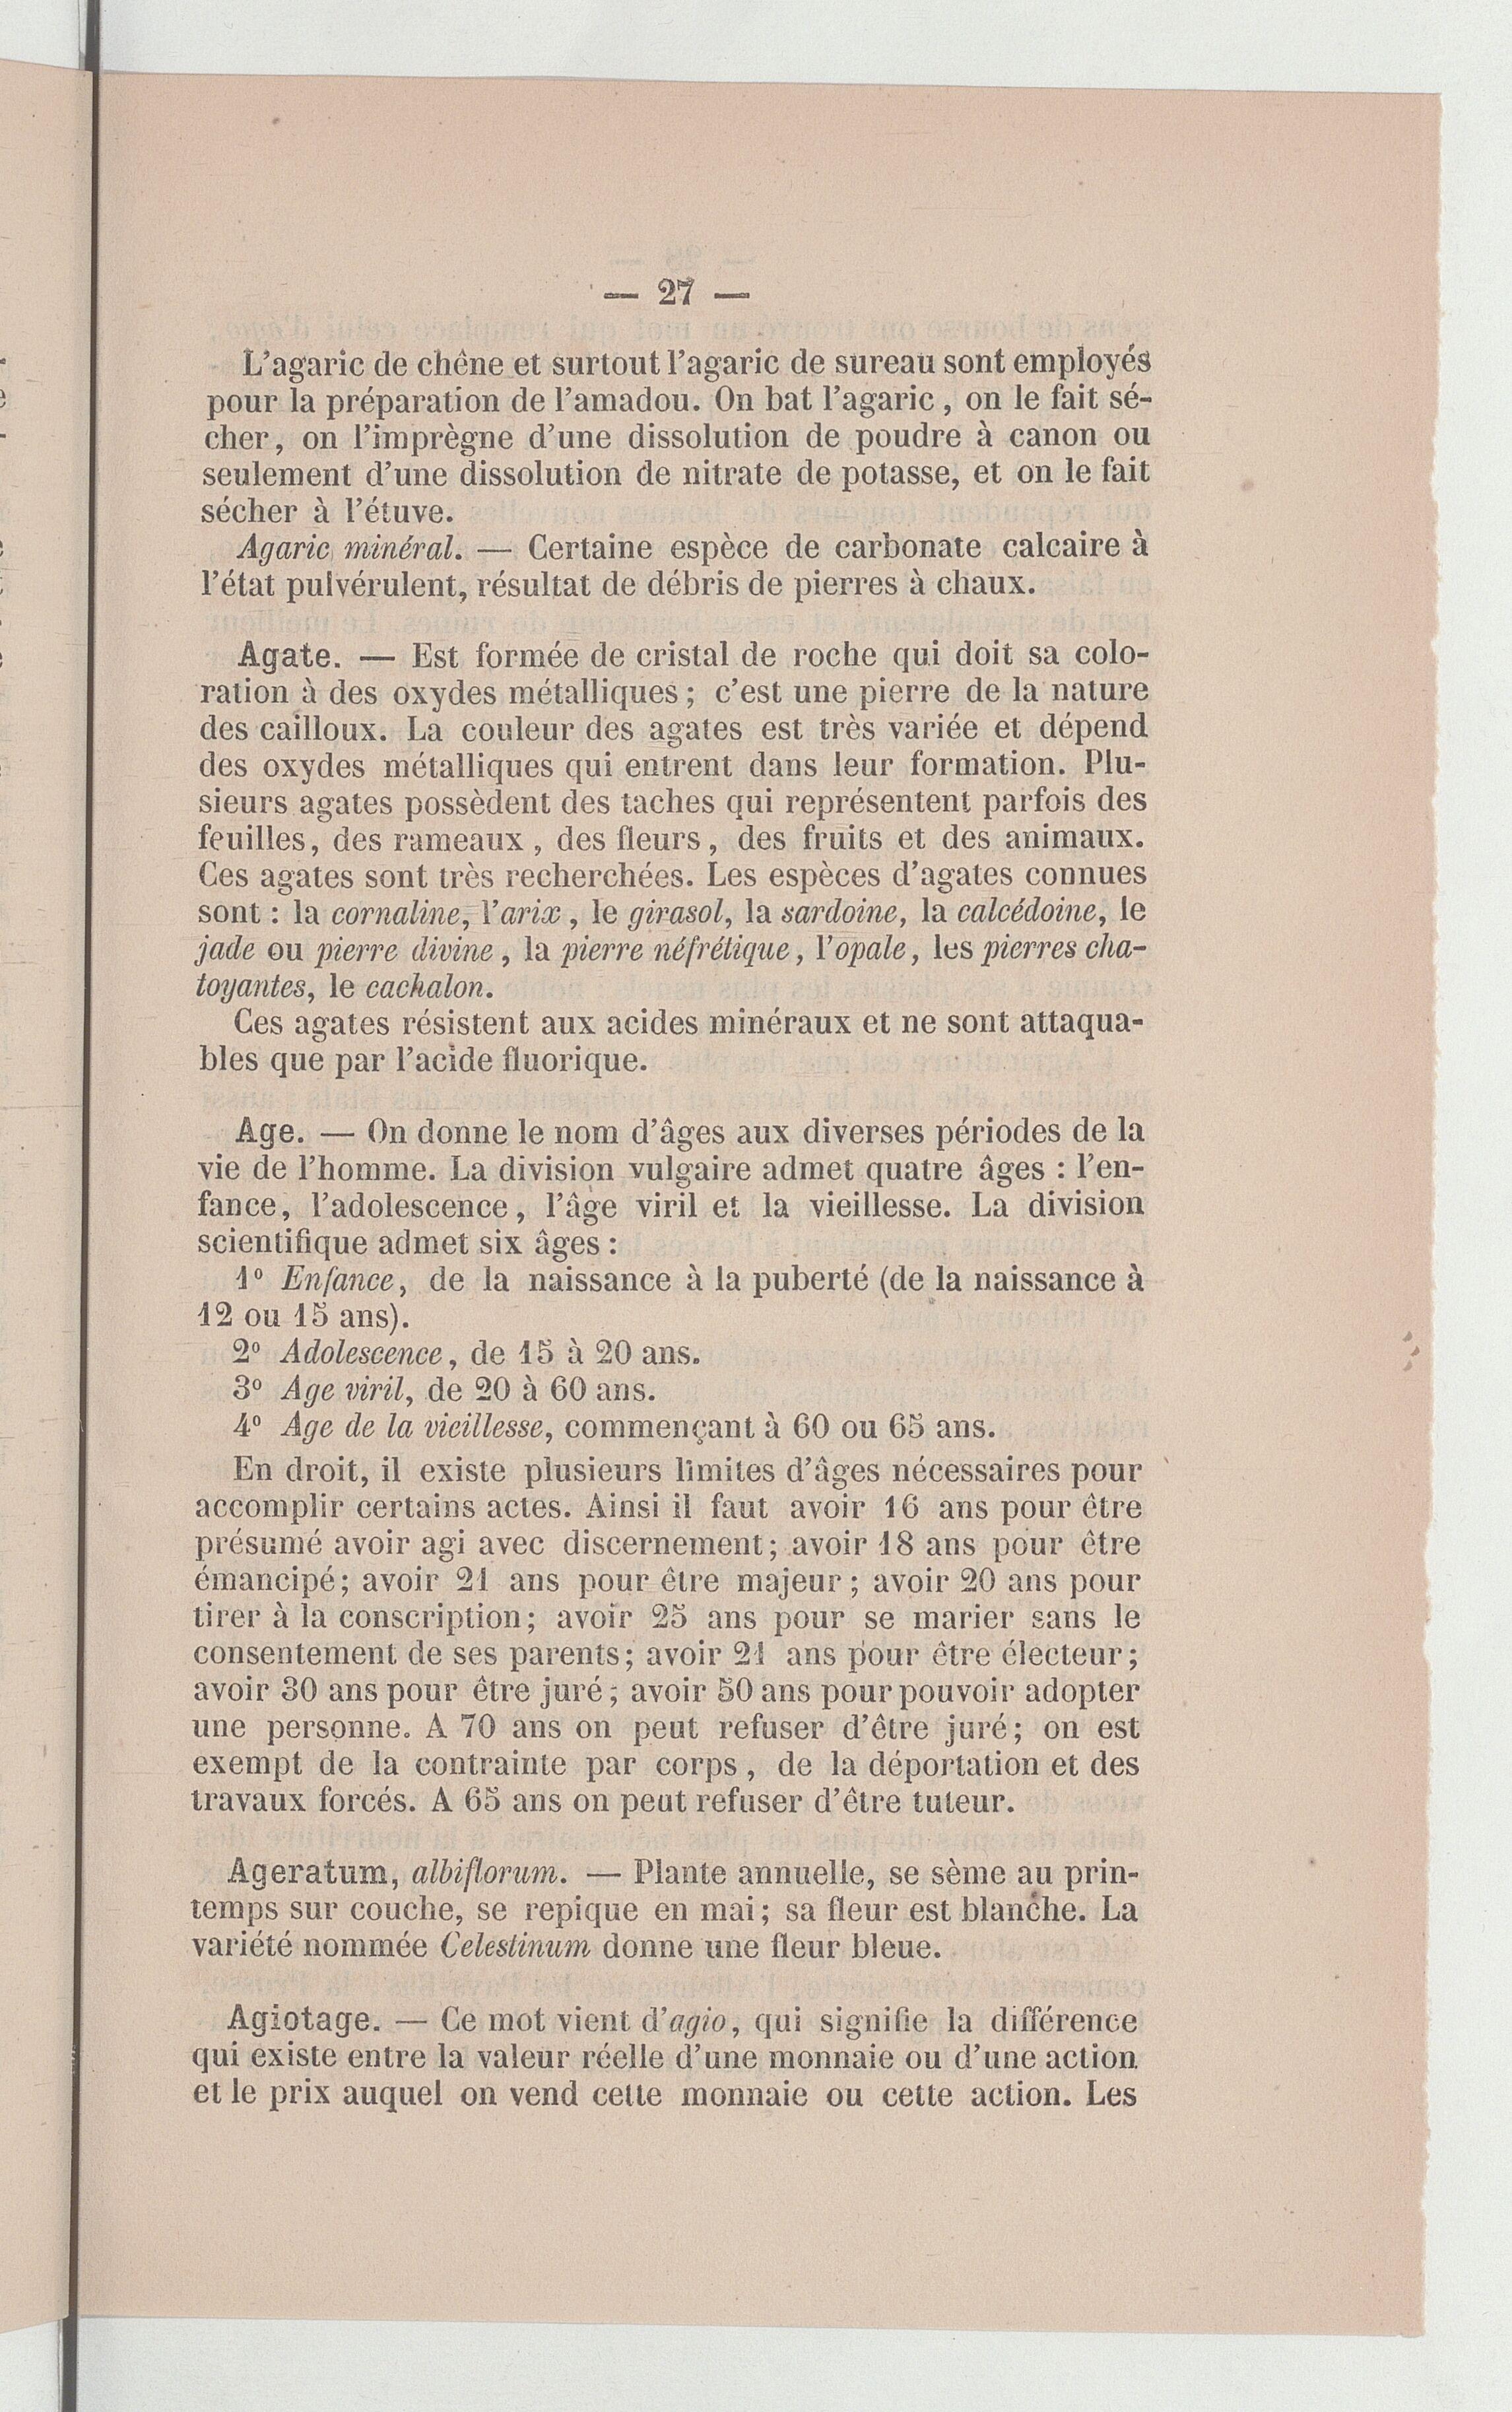 — 27 —
L'agaric de chêne et surtout l'agaric de sureau sont employés
pour la préparation de l'amadou. On bat l'agaric, on le fait sé-
cher, on l'imprègne d'une dissolution de poudre à canon ou
seulement d'une dissolution de nitrate de potasse, et on le fait
sécher à l'étuve.
Agaric minéral. — Certaine espèce de carbonate calcaire à
l'état pulvérulent, résultat de débris de pierres à chaux.
Agate. — Est formée de cristal de roche qui doit sa colo-
ration à des oxydes métalliques; c'est une pierre de la nature
des cailloux. La couleur des agates est très variée et dépend
des oxydes métalliques qui entrent dans leur formation. Plu-
sieurs agates possèdent des taches qui représentent parfois des
feuilles, des rameaux, des fleurs, des fruits et des animaux.
Ces agates sont très recherchées. Les espèces d'agates connues
sont : la cornaline, l'arix, le girasol, la sardoine, la calcédoine, le
jade ou pierre divine, la pierre néfrétique, l'opale, les pierres cha-
toyantes, le cachalon.
Ces agates résistent aux acides minéraux et ne sont attaqua-
bles que par l'acide fluorique.
Age. — On donne le nom d'âges aux diverses périodes de la
vie de l'homme. La division vulgaire admet quatre âges : l'en-
fance, l'adolescence, l'âge viril et la vieillesse. La division
scientifique admet six âges :
1° Enfance, de la naissance à la puberté (de la naissance à
12 ou 15 ans).
2° Adolescence, de 15 à 20 ans.
3° Age viril, de 20 à 60 ans.
4° Age de la vieillesse, commençant à 60 ou 65 ans.
En droit, il existe plusieurs limites d'âges nécessaires pour
accomplir certains actes. Ainsi il faut avoir 16 ans pour être
présumé avoir agi avec discernement; avoir 18 ans pour être
émancipé; avoir 21 ans pour être majeur; avoir 20 ans pour
tirer à la conscription; avoir 25 ans pour se marier sans le
consentement de ses parents; avoir 21 ans pour être électeur;
avoir 30 ans pour être juré; avoir 50 ans pour pouvoir adopter
une personne. A 70 ans on peut refuser d'être juré; on est
exempt de la contrainte par corps, de la déportation et des
travaux forcés. A 65 ans on peut refuser d'être tuteur.
Ageratum, albiflorum. — Plante annuelle, se sème au prin-
temps sur couche, se repique en mai; sa fleur est blanche. La
variété nommée Celestinum donne une fleur bleue.
Agiotage. — Ce mot vient d'agio, qui signifie la différence
qui existe entre la valeur réelle d'une monnaie ou d'une action
et le prix auquel on vend cette monnaie ou cette action. Les